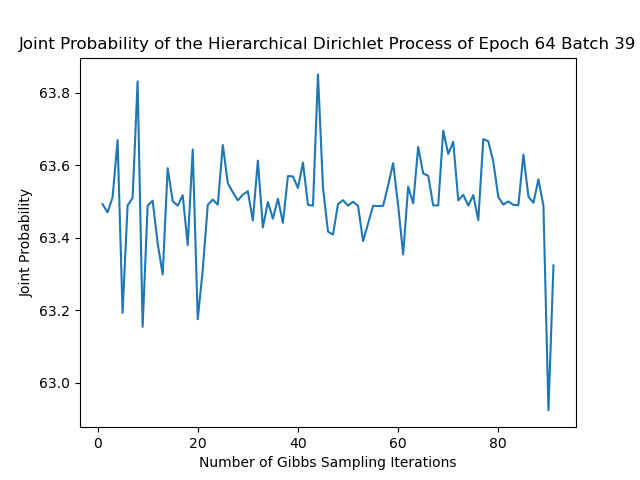 Joint Probability of the Hierarchical Dirichlet Process of Epoch 64 Batch 39
63.8
63.6
63.4
63.2
63.0
Joint Probability
0 20 40 60 80
Number of Gibbs Sampling Iterations